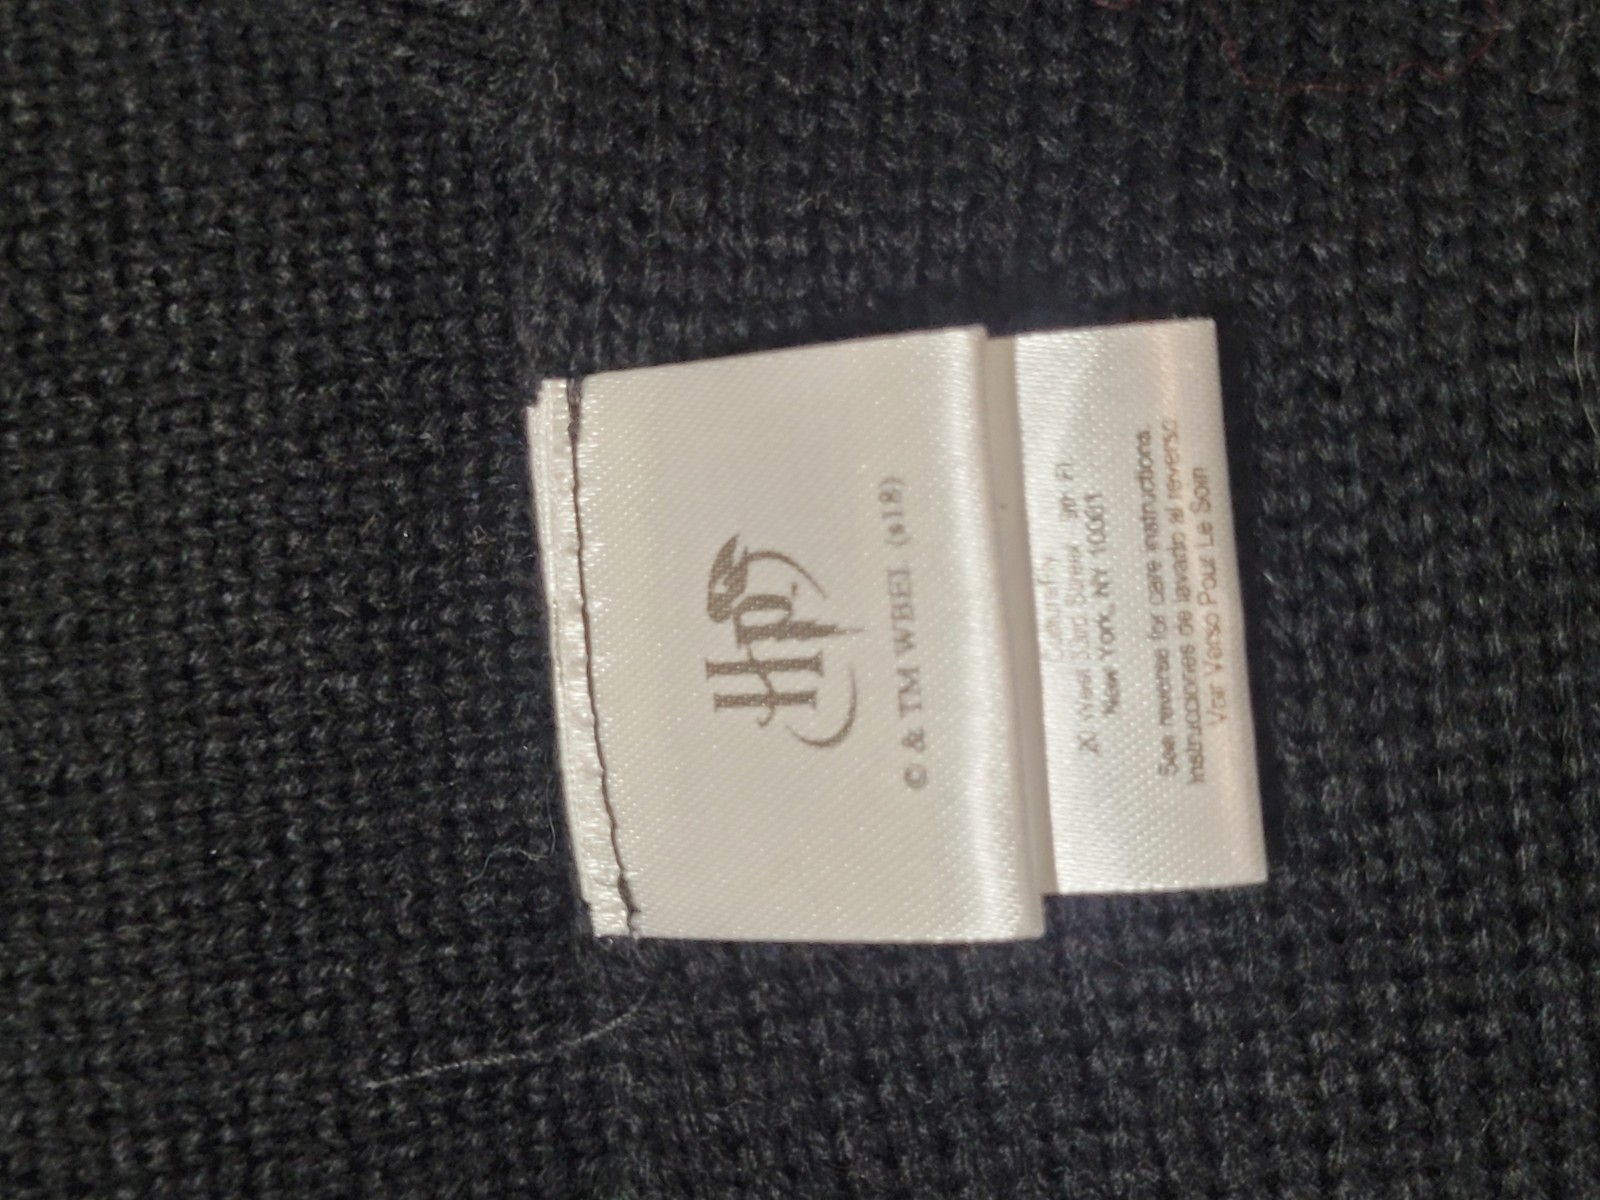 HP
© & TM WBEI. (s18)
New York, NY 10001
See reverse for care instructions.
Instrucciones de lavado al reverso
Voir Verso Pour Le Soin